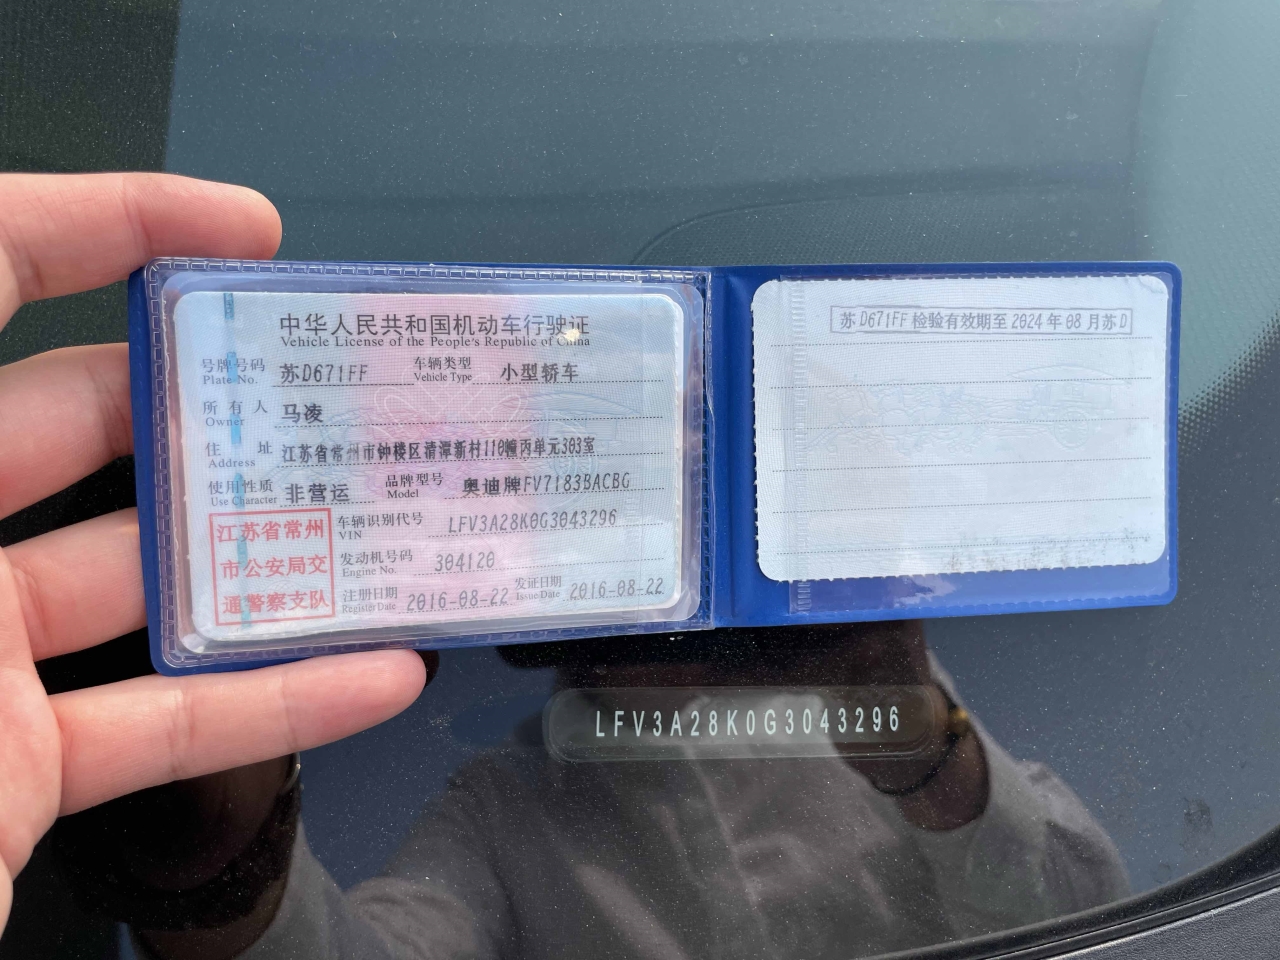 中华人民共和国机动车行驶证
Vehicle License of the People's Republic of China
号牌号码 苏D671FF 车辆类型 小型轿车
Plate No. Vehicle Type
所有人 马凌
Owner
住址 江苏省常州市钟楼区清潭新村110幢丙单元303室
Address
使用性质 非营运 品牌型号 奥迪牌FV7183BACBG
Use Character Model
江苏省常州
市公安局交
通警察支队
车辆识别代号 LFV3A28K0G3043296
VIN
发动机号码 304120
Engine No.
注册日期 2016-08-22 发证日期 2016-08-22
Register Date Issue Date
苏D671FF检验有效期至2024年08月苏D
LFV3A28K0G3043296